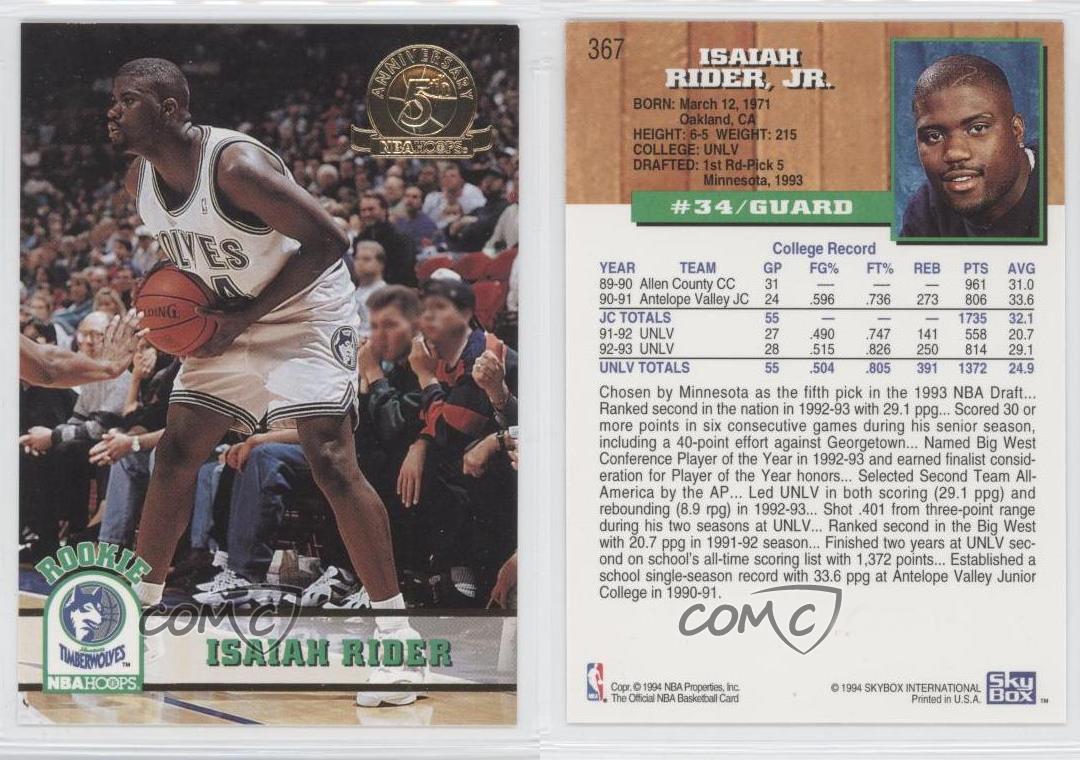 ANNIVERSARY
5th
NBA HOOPS®
WOLVES
ROOKIE
TIMBERWOLVES™
NBA HOOPS®
ISAIAH RIDER
COMC
367
ISAIAH
RIDER, JR.
BORN: March 12, 1971
Oakland, CA
HEIGHT: 6-5 WEIGHT: 215
COLLEGE: UNLV
DRAFTED: 1st Rd-Pick 5
Minnesota, 1993
#34/GUARD
College Record
YEAR TEAM GP FG% FT% REB PTS AVG
89-90 Allen County CC 31 — — — 961 31.0
90-91 Antelope Valley JC 24 .596 .736 273 806 33.6
JC TOTALS 55 — — — 1735 32.1
91-92 UNLV 27 .490 .747 141 558 20.7
92-93 UNLV 28 .515 .826 250 814 29.1
UNLV TOTALS 55 .504 .805 391 1372 24.9
Chosen by Minnesota as the fifth pick in the 1993 NBA Draft...
Ranked second in the nation in 1992-93 with 29.1 ppg... Scored 30 or
more points in six consecutive games during his senior season,
including a 40-point effort against Georgetown... Named Big West
Conference Player of the Year in 1992-93 and earned finalist consid-
eration for Player of the Year honors... Selected Second Team All-
America by the AP... Led UNLV in both scoring (29.1 ppg) and
rebounding (8.9 rpg) in 1992-93... Shot .401 from three-point range
during his two seasons at UNLV... Ranked second in the Big West
with 20.7 ppg in 1991-92 season... Finished two years at UNLV sec-
ond on school's all-time scoring list with 1,372 points... Established a
school single-season record with 33.6 ppg at Antelope Valley Junior
College in 1990-91.
COMC
NBA
Copr. © 1994 NBA Properties, Inc.
The Official NBA Basketball Card
© 1994 SKYBOX INTERNATIONAL
Printed in U.S.A.
SkyBOX™